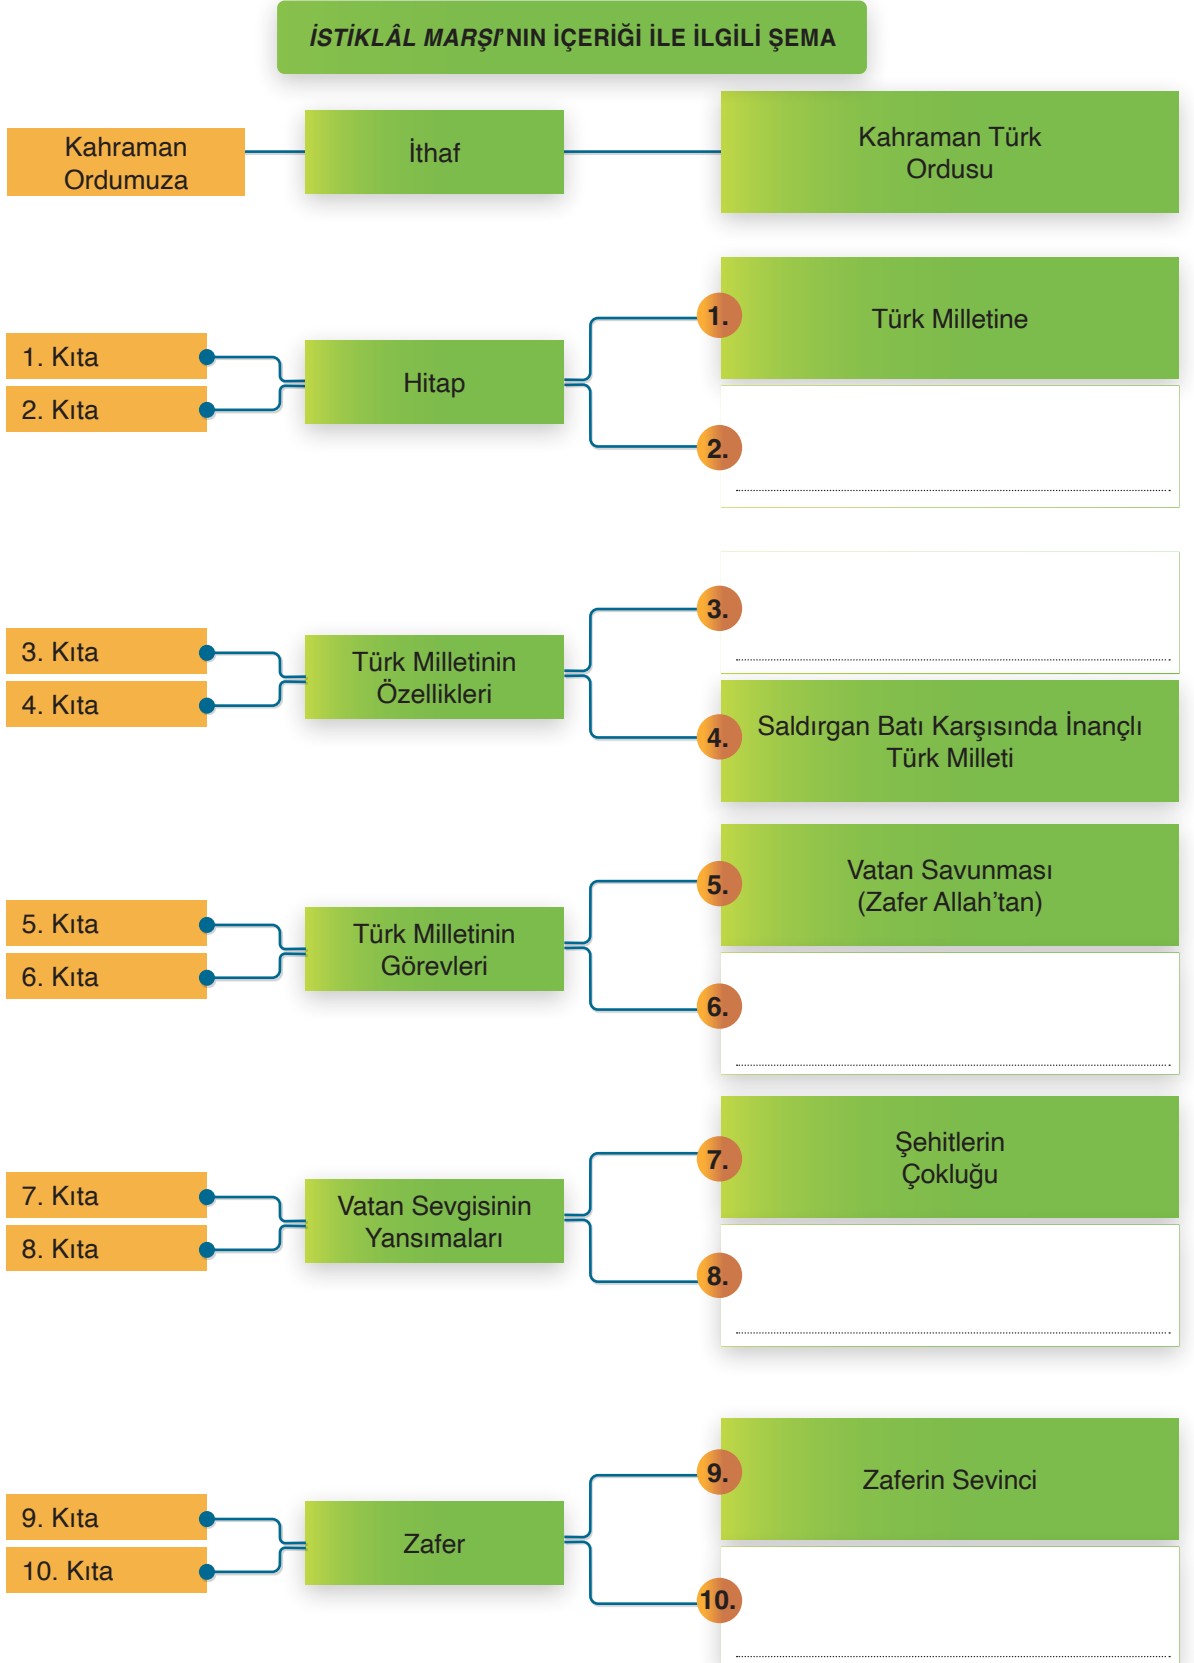 İSTİKLÂL MARŞI'NIN İÇERİĞİ İLE İLGİLİ ŞEMA
Kahraman
Ordumuza
İthaf
Kahraman Türk
Ordusu
1. Kıta
2. Kıta
Hitap
1.
Türk Milletine
2.
3. Kıta
4. Kıta
Türk Milletinin
Özellikleri
3.
4.
Saldırgan Batı Karşısında İnançlı
Türk Milleti
5. Kıta
6. Kıta
Türk Milletinin
Görevleri
5.
Vatan Savunması
(Zafer Allah’tan)
6.
7. Kıta
8. Kıta
Vatan Sevgisinin
Yansımaları
7.
Şehitlerin
Çokluğu
8.
9. Kıta
10. Kıta
Zafer
9.
Zaferin Sevinci
10.